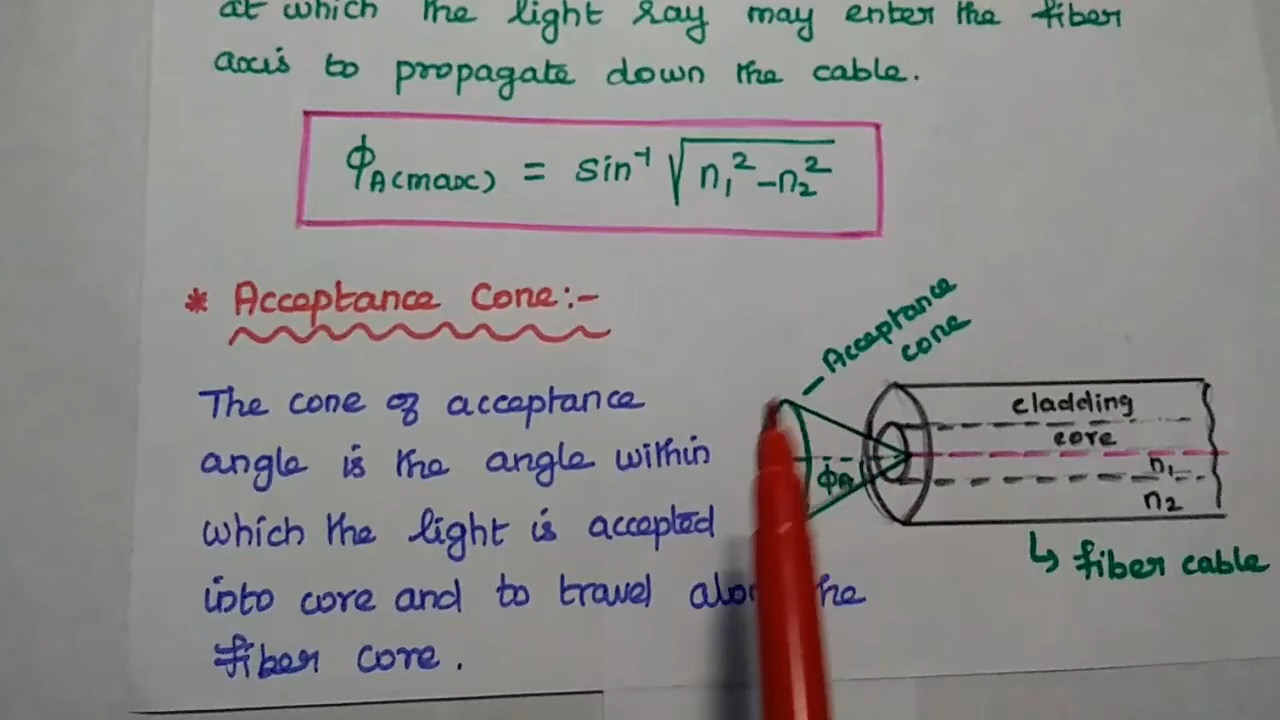 at which the light ray may enter the fiber
axis to propagate down the cable.
ϕA(max) = sin⁻¹ √n₁² - n₂²
* Acceptance Cone:-
The cone of acceptance
angle is the angle within
which the light is accepted
into core and to travel the
fiber core.
Acceptance
cone
cladding
core
n₁
n₂
ϕA
fiber cable